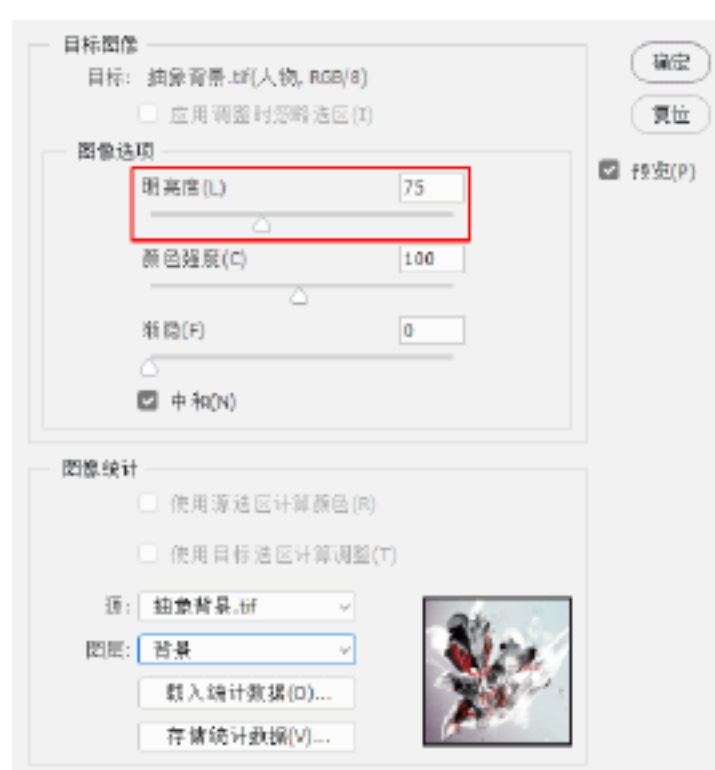 目标图像
目标: 抽象背景.tif(人物, RGB/8)
应用调整时忽略选区(I)
确定
复位
预览(P)
图像选项
明亮度(L) 75
颜色强度(C) 100
渐隐(F) 0
中和(N)
图像统计
使用源选区计算颜色(R)
使用目标选区计算调整(T)
源: 抽象背景.tif
图层: 背景
载入统计数据(O)...
存储统计数据(V)...